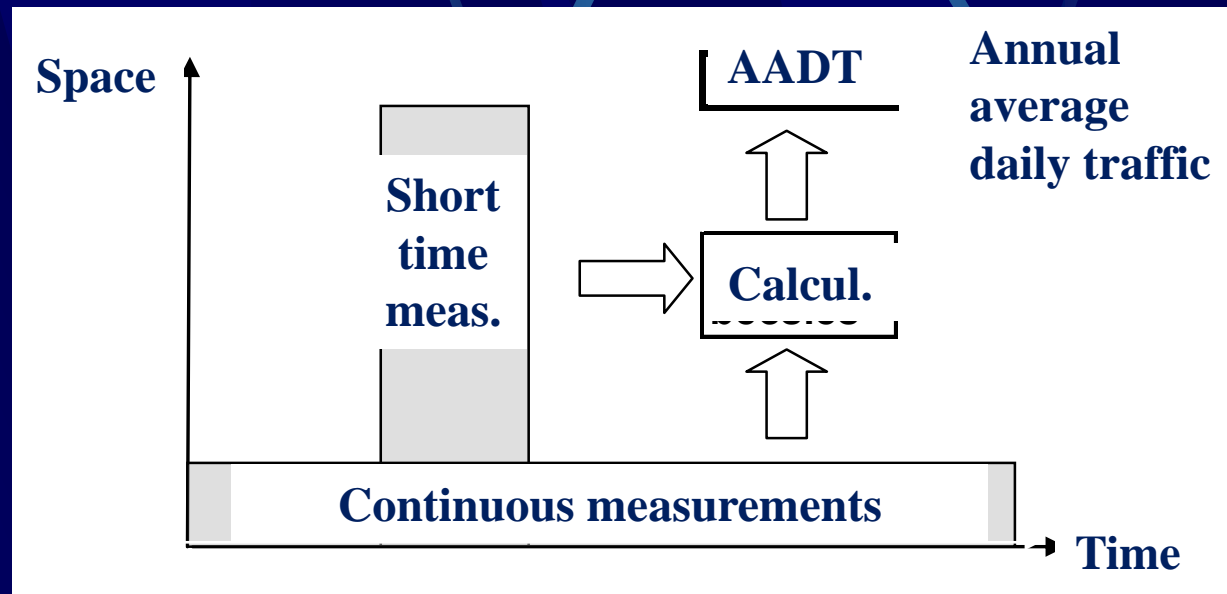 Space
AADT
Annual
average
daily traffic
Short
time
meas.
Calcul.
Continuous measurements
Time